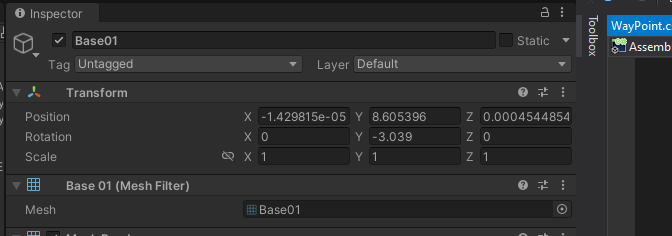 Inspector
Base01
Static
Tag Untagged Layer Default
Transform
Position X -1.429815e-05 Y 8.605396 Z 0.0004544854
Rotation X 0 Y -3.039 Z 0
Scale X 1 Y 1 Z 1
Base 01 (Mesh Filter)
Mesh Base01
Toolbox
WayPoint.c
Assemb